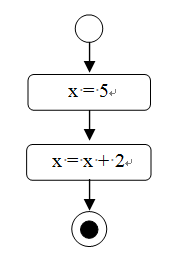 x = 5
x = x + 2